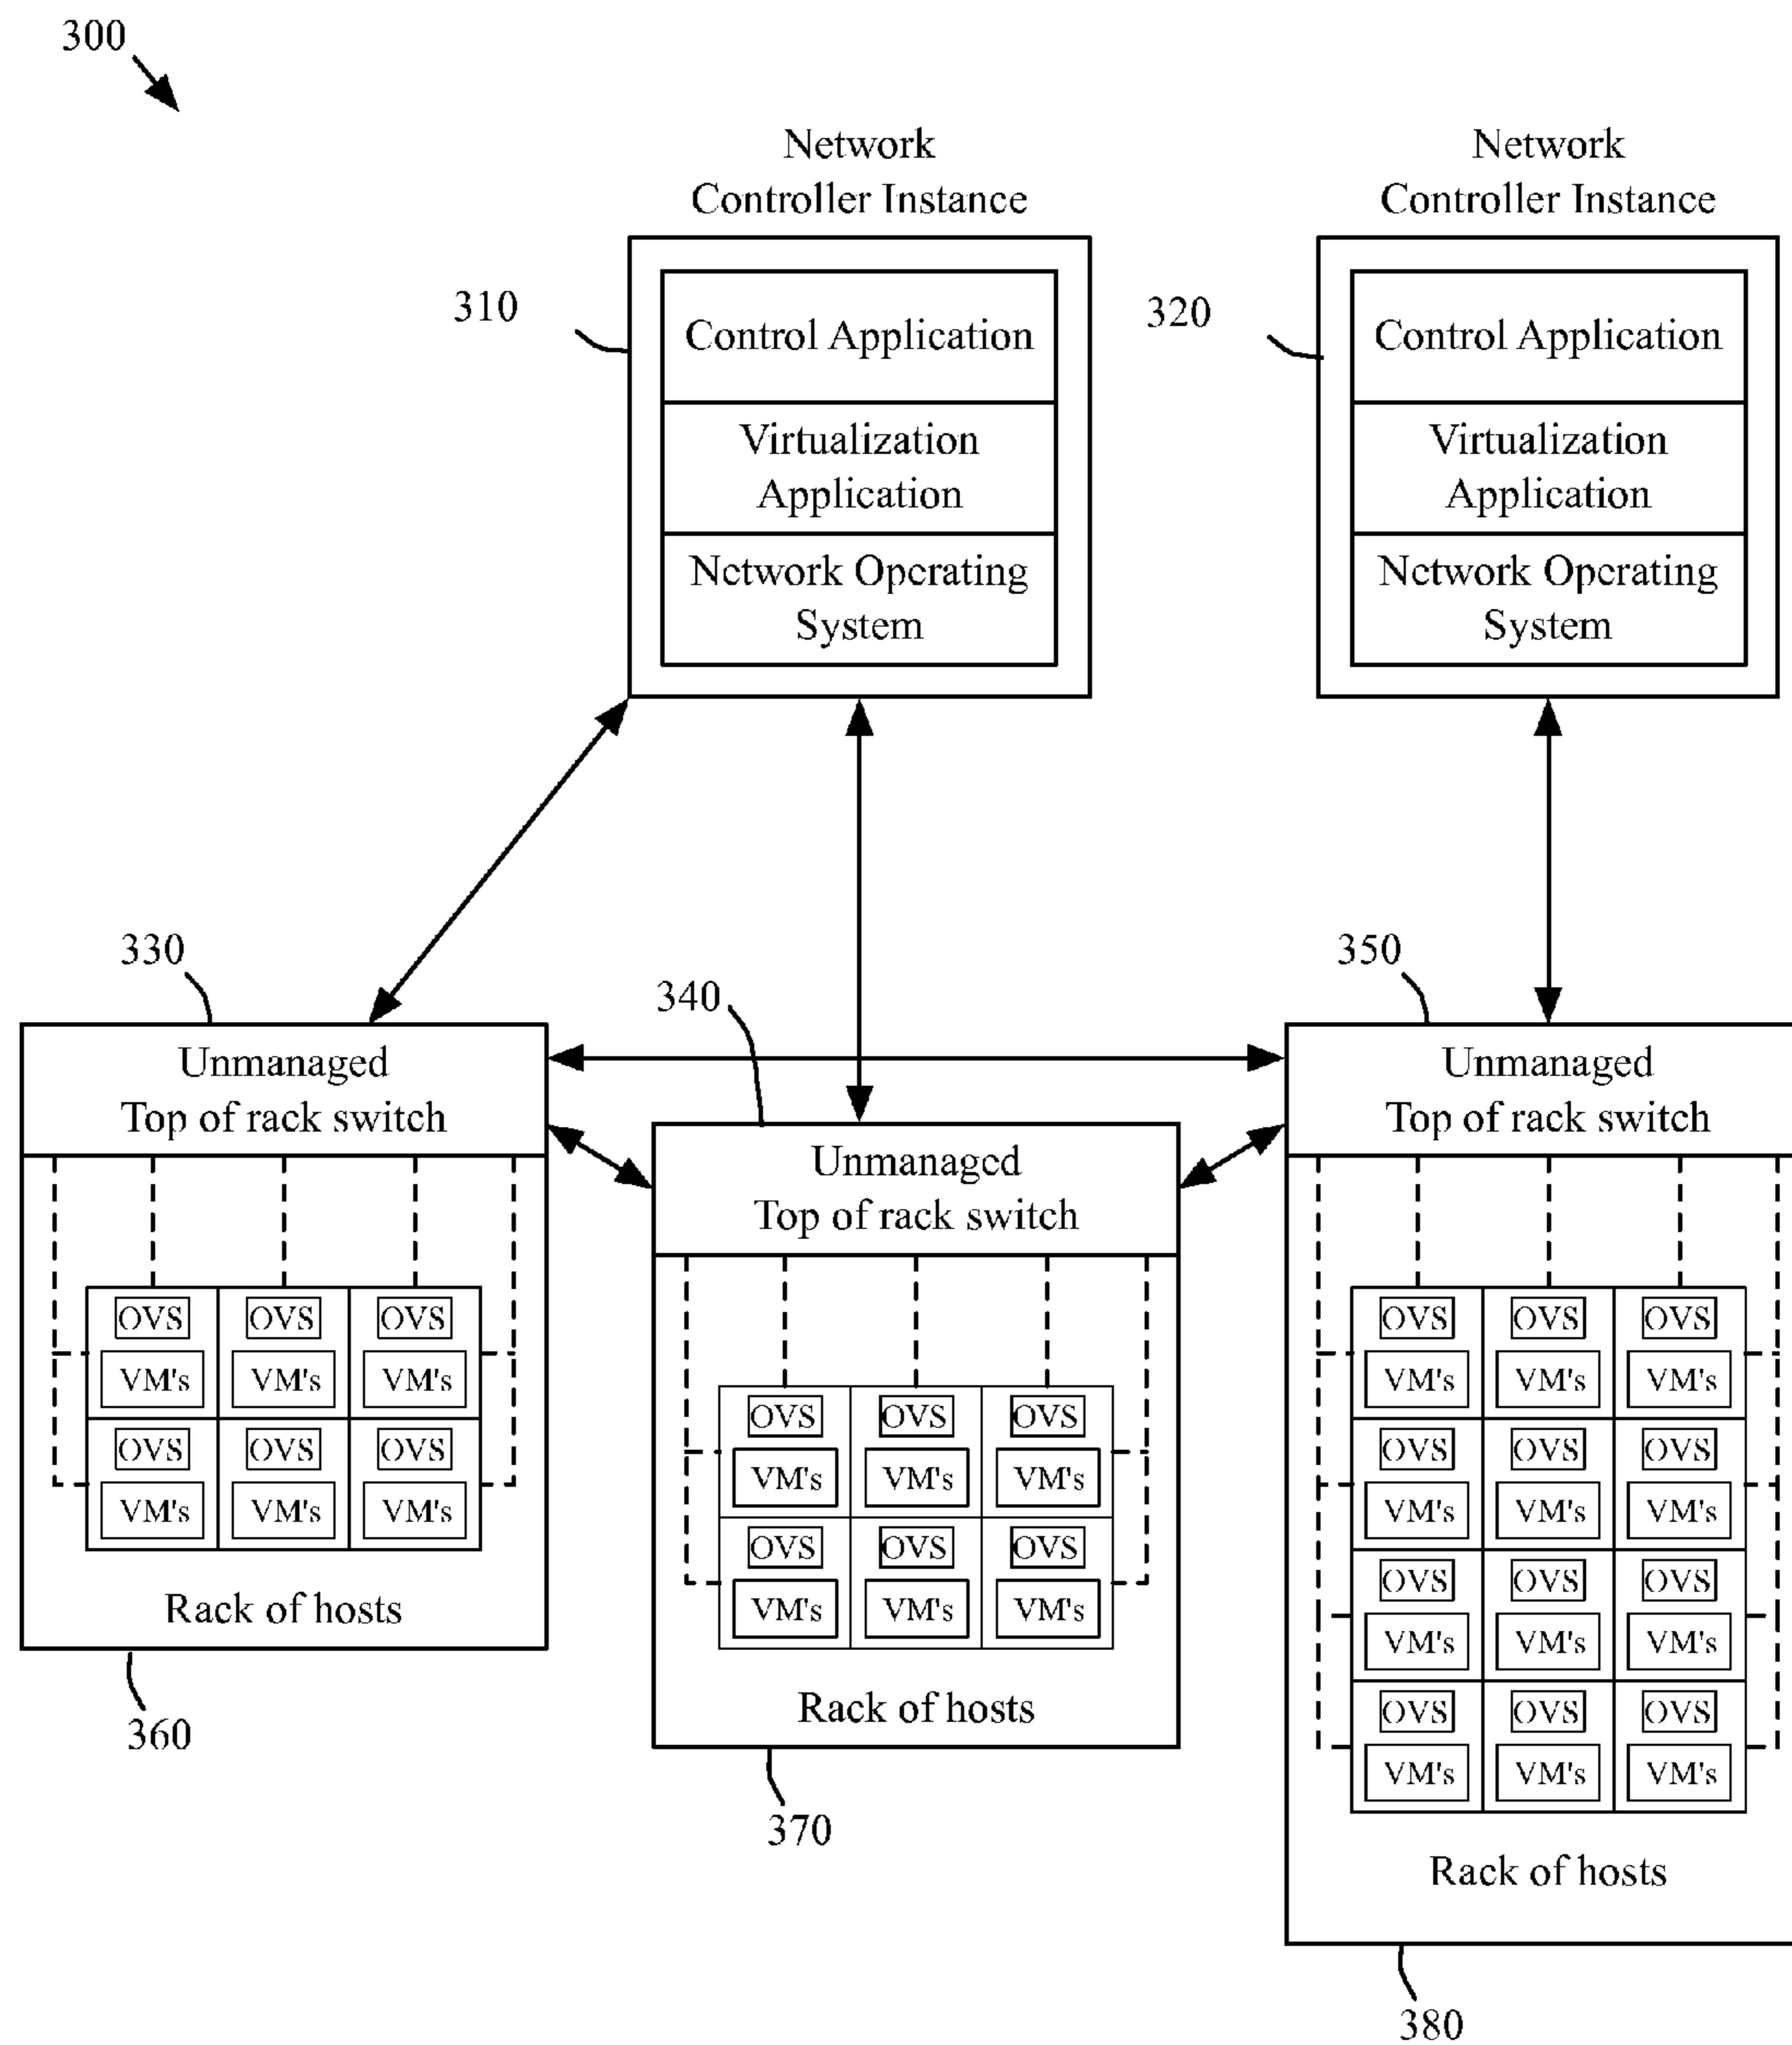 300
Network
Controller Instance
Network
Controller Instance
310
320
Control Application
Virtualization
Application
Network Operating
System
Control Application
Virtualization
Application
Network Operating
System
330
340
350
Unmanaged
Top of rack switch
Unmanaged
Top of rack switch
Unmanaged
Top of rack switch
OVS OVS OVS
VM's VM's VM's
OVS OVS OVS
VM's VM's VM's
Rack of hosts
360
OVS OVS OVS
VM's VM's VM's
OVS OVS OVS
VM's VM's VM's
Rack of hosts
370
OVS OVS OVS
VM's VM's VM's
OVS OVS OVS
VM's VM's VM's
OVS OVS OVS
VM's VM's VM's
OVS OVS OVS
VM's VM's VM's
Rack of hosts
380